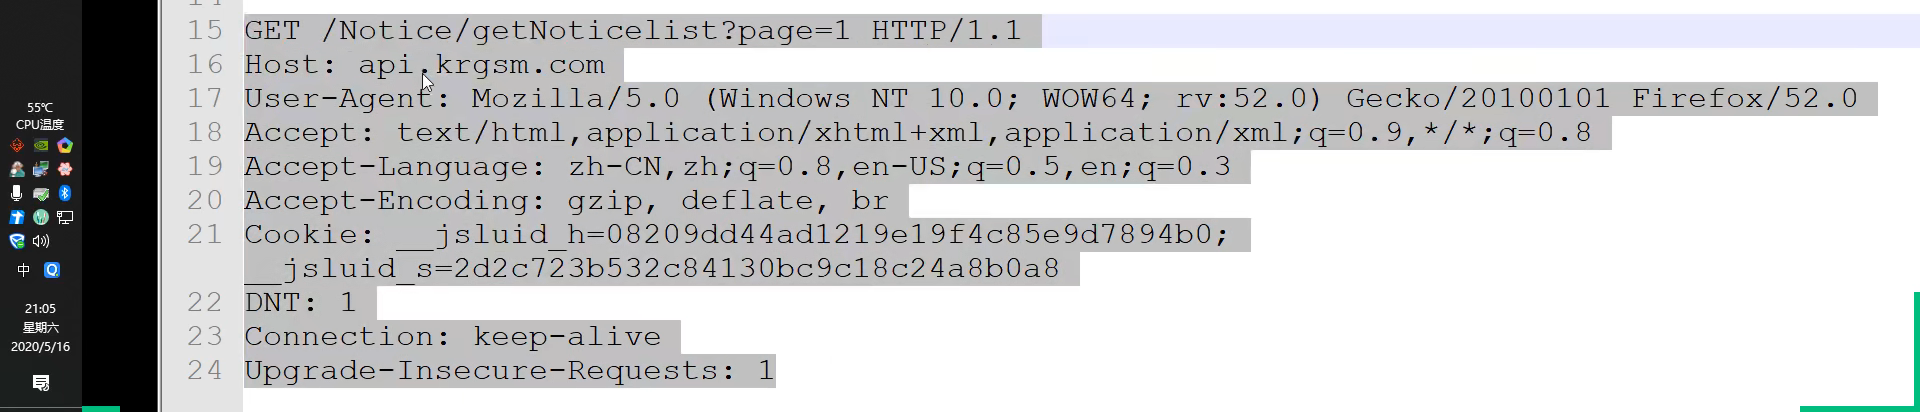 15 GET /Notice/getNoticelist?page=1 HTTP/1.1
16 Host: api.krgsm.com
17 User-Agent: Mozilla/5.0 (Windows NT 10.0; WOW64; rv:52.0) Gecko/20100101 Firefox/52.0
18 Accept: text/html,application/xhtml+xml,application/xml;q=0.9,*/*;q=0.8
19 Accept-Language: zh-CN,zh;q=0.8,en-US;q=0.5,en;q=0.3
20 Accept-Encoding: gzip, deflate, br
21 Cookie: __jsluid_h=08209dd44ad1219e19f4c85e9d7894b0;
__jsluid_s=2d2c723b532c84130bc9c18c24a8b0a8
22 DNT: 1
23 Connection: keep-alive
24 Upgrade-Insecure-Requests: 1
55℃
CPU温度
中
21:05
星期六
2020/5/16